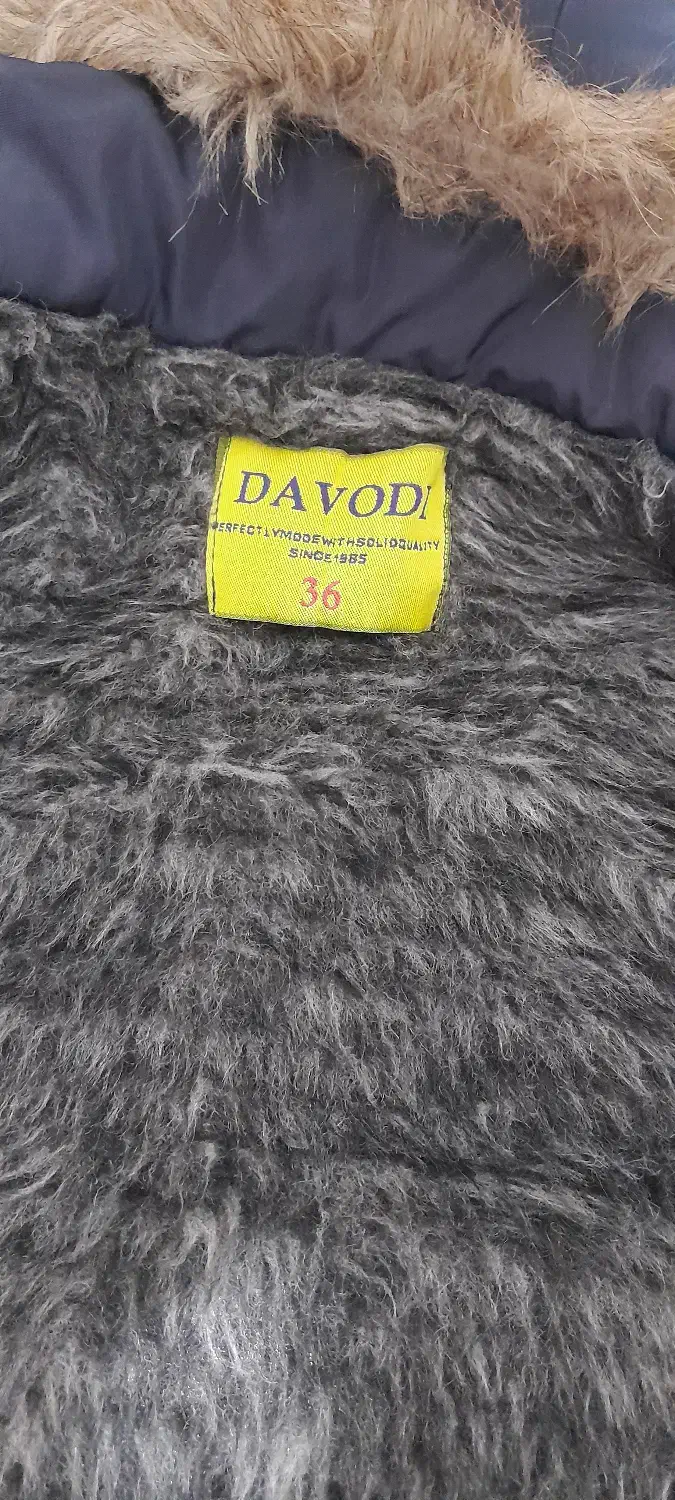 DAVODI
PERFECTLYMODEWITHSOLIDQUALITY
SINCE1985
36